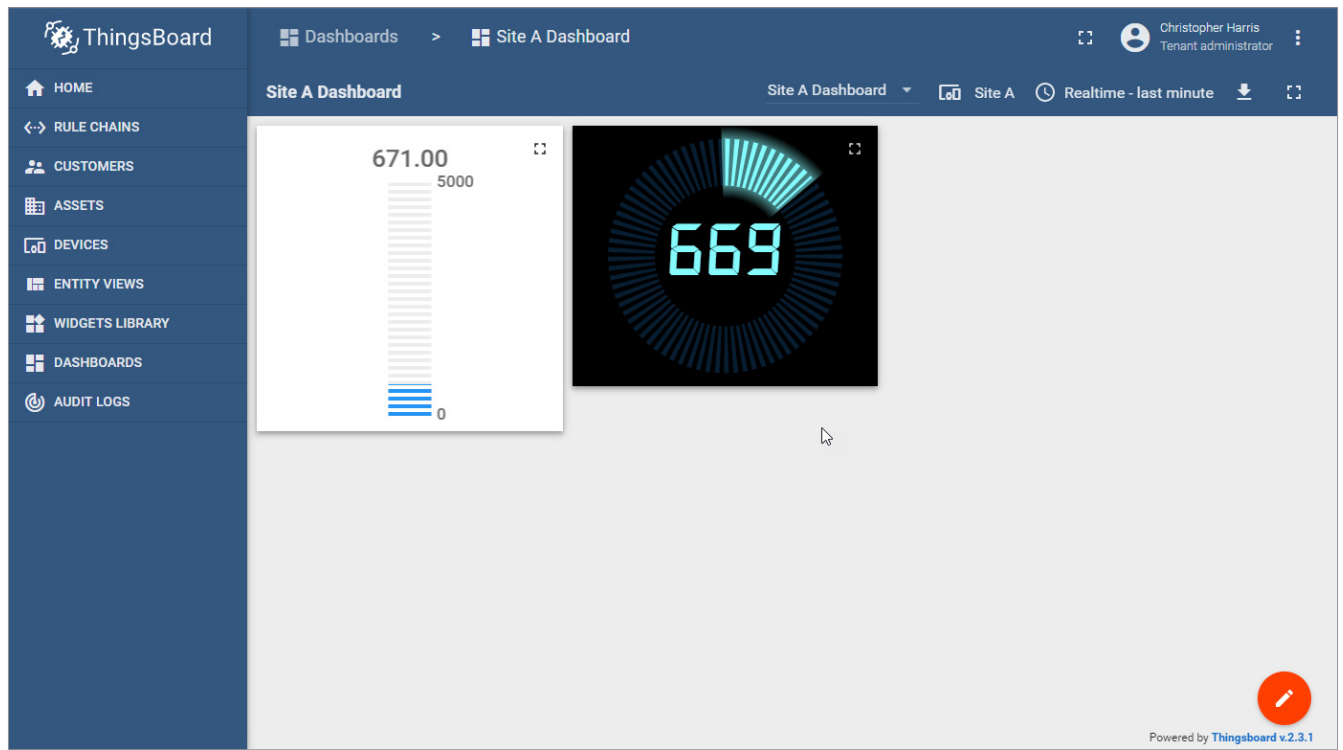 ThingsBoard
Dashboards > Site A Dashboard
Christopher Harris
Tenant administrator
HOME
RULE CHAINS
CUSTOMERS
ASSETS
DEVICES
ENTITY VIEWS
WIDGETS LIBRARY
DASHBOARDS
AUDIT LOGS
Site A Dashboard
Site A Dashboard
Site A
Realtime - last minute
671.00
5000
0
669
Powered by Thingsboard v.2.3.1